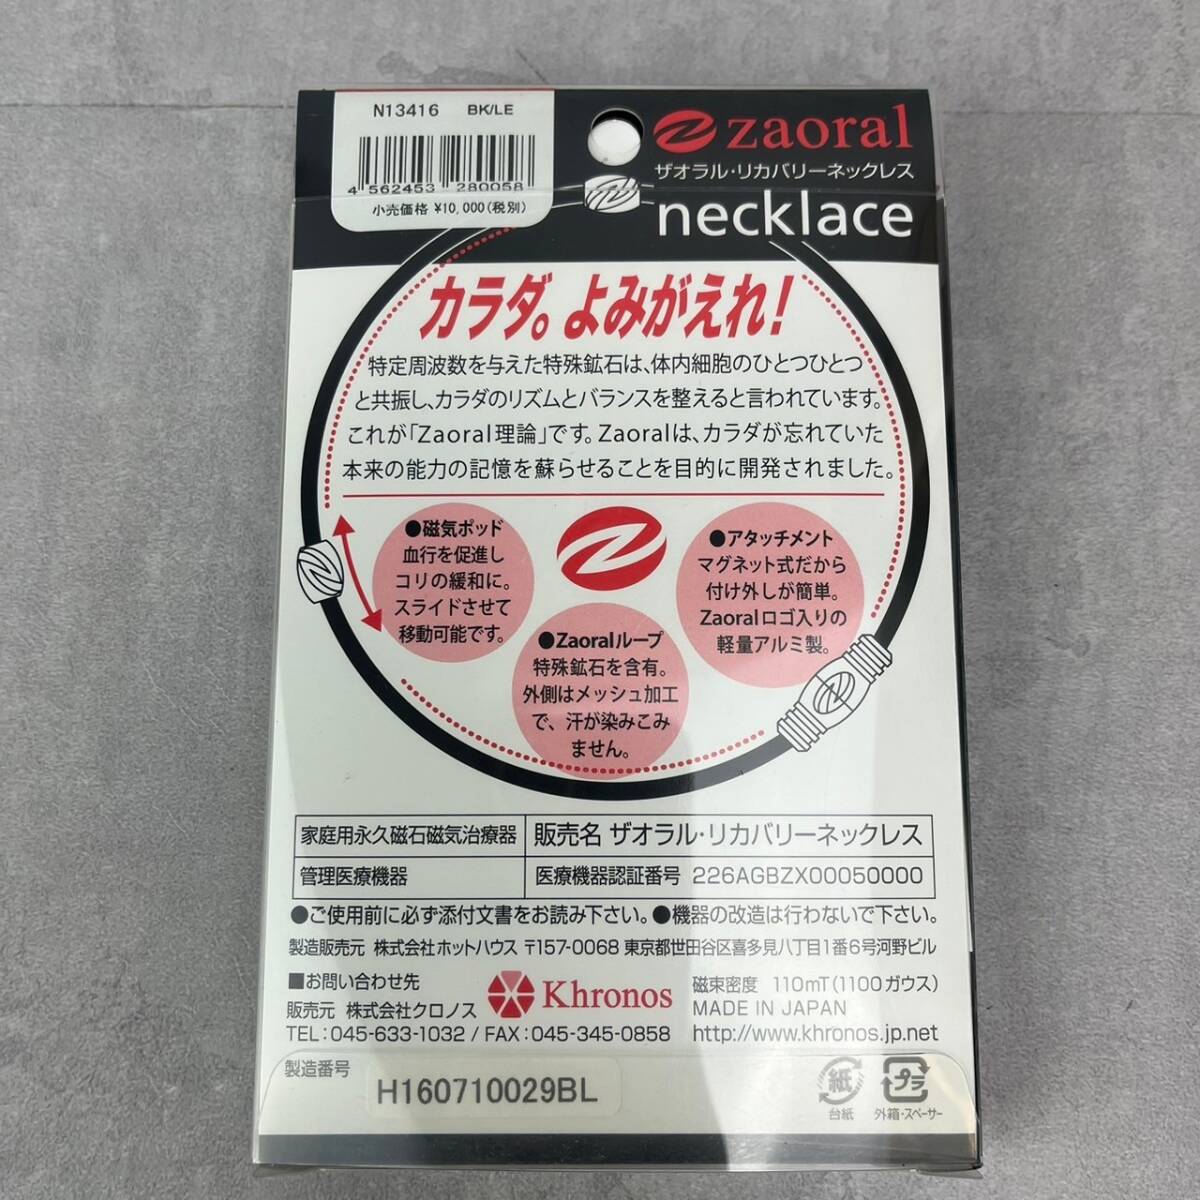 N13416 BK/LE
4 562453 280058
小売価格 ¥10,000(税別)
zaoral
ザオラル・リカバリーネックレス
necklace
カラダ。よみがえれ!
特定周波数を与えた特殊鉱石は、体内細胞のひとつひとつ
と共振し、カラダのリズムとバランスを整えると言われています。
これが「Zaoral理論」です。Zaoralは、カラダが忘れていた
本来の能力の記憶を蘇らせることを目的に開発されました。
●磁気ポッド
血行を促進し
コリの緩和に。
スライドさせて
移動可能です。
●Zaoralループ
特殊鉱石を含有。
外側はメッシュ加工
で、汗が染みこみ
ません。
●アタッチメント
マグネット式だから
付け外しが簡単。
Zaoralロゴ入りの
軽量アルミ製。
家庭用永久磁石磁気治療器 販売名 ザオラル・リカバリーネックレス
管理医療機器 医療機器認証番号 226AGBZX00050000
●ご使用前に必ず添付文書をお読み下さい。●機器の改造は行わないで下さい。
製造販売元 株式会社ホットハウス 〒157-0068 東京都世田谷区喜多見八丁目1番6号河野ビル
■お問い合わせ先
販売元 株式会社クロノス
Khronos
磁束密度 110mT(1100ガウス)
MADE IN JAPAN
TEL:045-633-1032 / FAX:045-345-0858
http://www.khronos.jp.net
製造番号
H160710029BL
紙
台紙
プラ
外箱・スペーサー